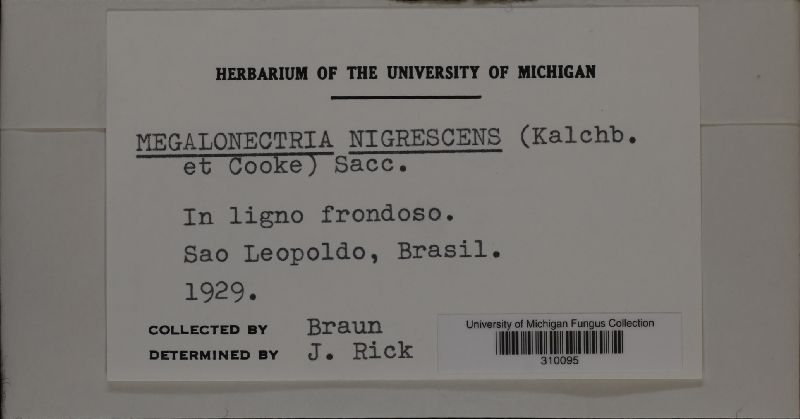 HERBARIUM OF THE UNIVERSITY OF MICHIGAN
MEGALONECTRIA NIGRESCENS (Kalchb.
et Cooke) Sacc.
In ligno frondoso.
Sao Leopoldo, Brasil.
1929.
COLLECTED BY Braun
DETERMINED BY J. Rick
University of Michigan Fungus Collection
310095